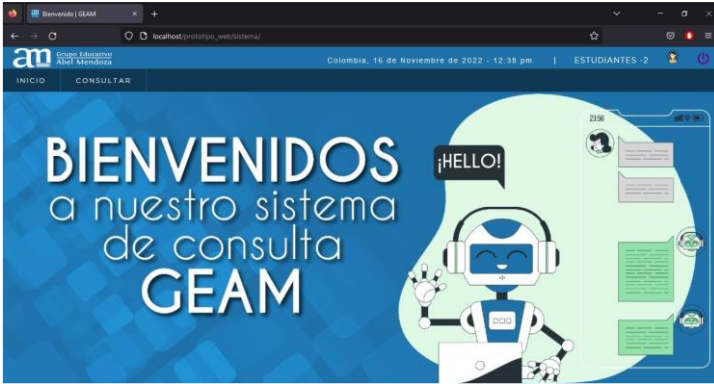 Bienvenido | GEAM
localhost/prototipo_web/sistema/
am Grupo Educativo
Abel Mendoza
Colombia, 16 de Noviembre de 2022 - 12:38 pm. | ESTUDIANTES -2
INICIO CONSULTAR
BIENVENIDOS
a nuestro sistema
de consulta
GEAM
¡HELLO!
23:56